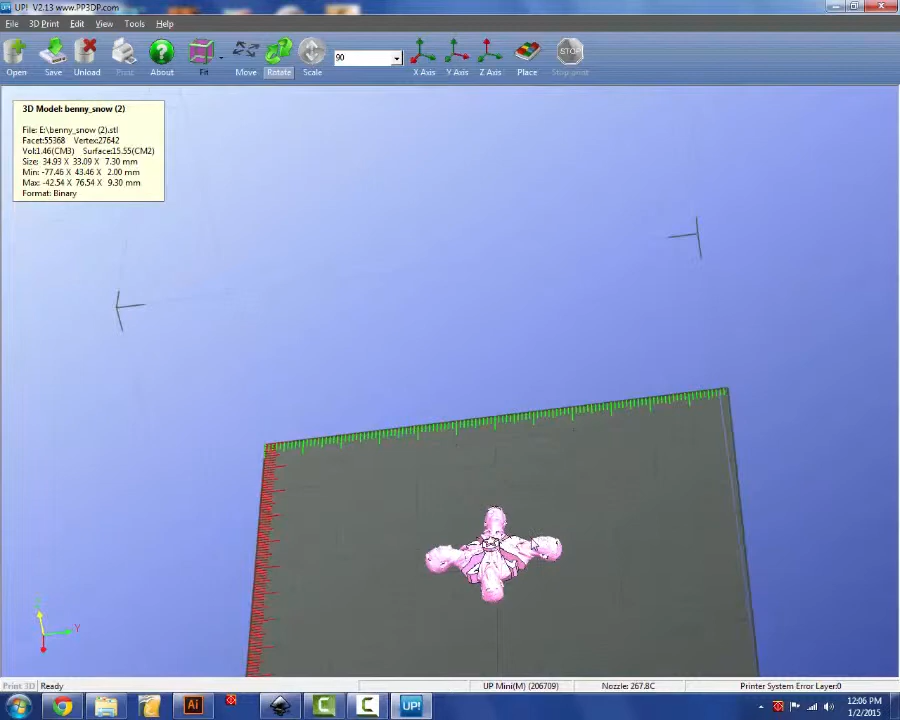 UP! V2.13 www.PP3DP.com
File 3D Print Edit View Tools Help
90
Open Save Unload Print About Fit Move Rotate Scale X Axis Y Axis Z Axis Place Stop print
3D Model: benny_snow (2)
File: E:\benny_snow (2).stl
Facet:55368 Vertex:27642
Vol:1.46(CM3) Surface:15.55(CM2)
Size: 34.93 X 33.09 X 7.30 mm
Min: -77.46 X 43.46 X 2.00 mm
Max: -42.54 X 76.54 X 9.30 mm
Format: Binary
Y
Print 3D Ready UP Mini(M) (206709) Nozzle: 267.8C Printer System Error Layer:0
Ai
UP!
12:06 PM
1/2/2015